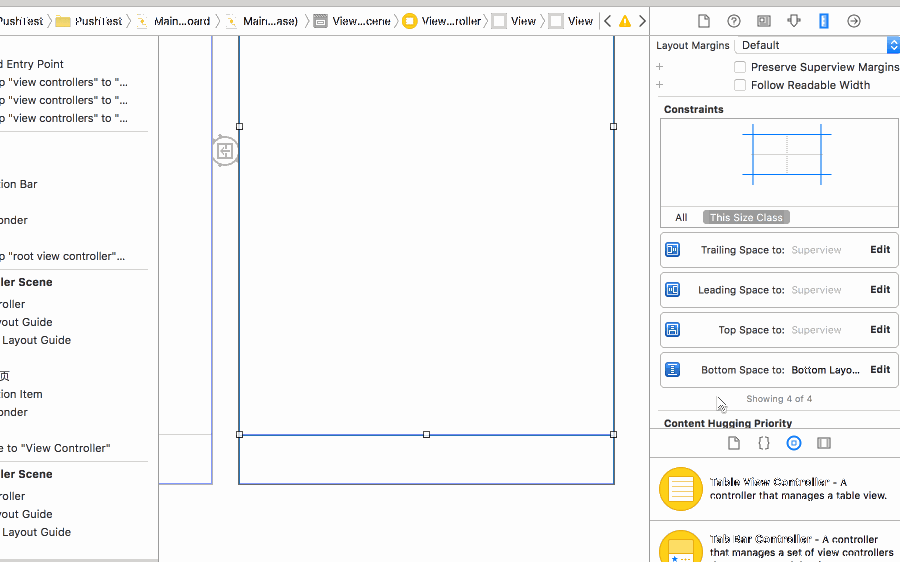 PushTest
PushTest
Main....oard
Main....ase)
View....cene
View...roller
View
View
d Entry Point
p "view controllers" to "...
p "view controllers" to "...
p "view controllers" to "...
tion Bar
onder
p "root view controller"...
ler Scene
roller
yout Guide
Layout Guide
页
tion Item
onder
e to "View Controller"
ler Scene
roller
yout Guide
Layout Guide
Layout Margins
Default
Preserve Superview Margins
Follow Readable Width
Constraints
All
This Size Class
Trailing Space to: Superview Edit
Leading Space to: Superview Edit
Top Space to: Superview Edit
Bottom Space to: Bottom Layo... Edit
Showing 4 of 4
Content Hugging Priority
Table View Controller - A
controller that manages a table view.
Tab Bar Controller - A controller
that manages a set of view controllers